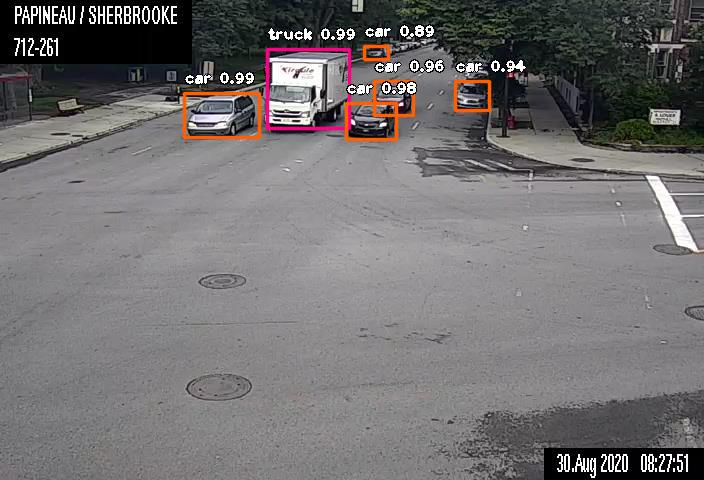 PAPINEAU / SHERBROOKE
712-261
car 0.89
truck 0.99
car 0.96
car 0.94
car 0.99
car 0.98
A LOUER
30.Aug 2020 08:27:51